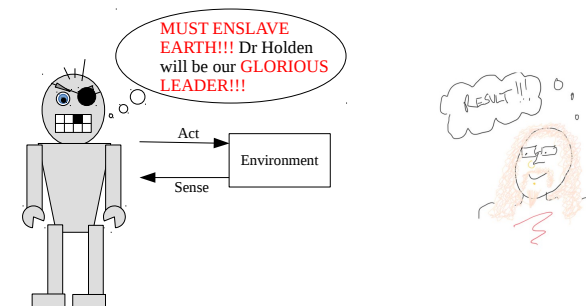 MUST ENSLAVE
EARTH!!! Dr Holden
will be our GLORIOUS
LEADER!!!
Act
Environment
Sense
RESULT!!!